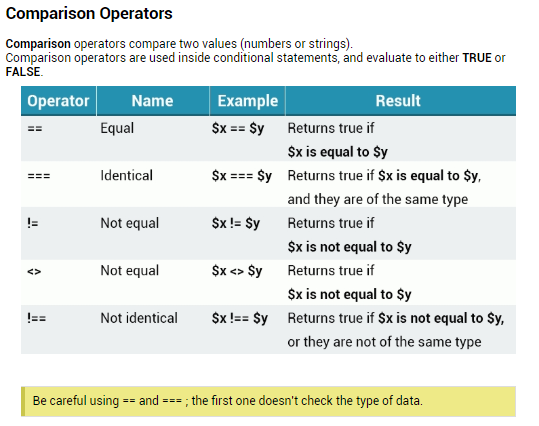 Comparison Operators
Comparison operators compare two values (numbers or strings).
Comparison operators are used inside conditional statements, and evaluate to either TRUE or
FALSE.
Operator Name Example Result
== Equal $x == $y Returns true if
$x is equal to $y
=== Identical $x === $y Returns true if $x is equal to $y,
and they are of the same type
!= Not equal $x != $y Returns true if
$x is not equal to $y
<> Not equal $x <> $y Returns true if
$x is not equal to $y
!== Not identical $x !== $y Returns true if $x is not equal to $y,
or they are not of the same type
Be careful using == and === ; the first one doesn't check the type of data.